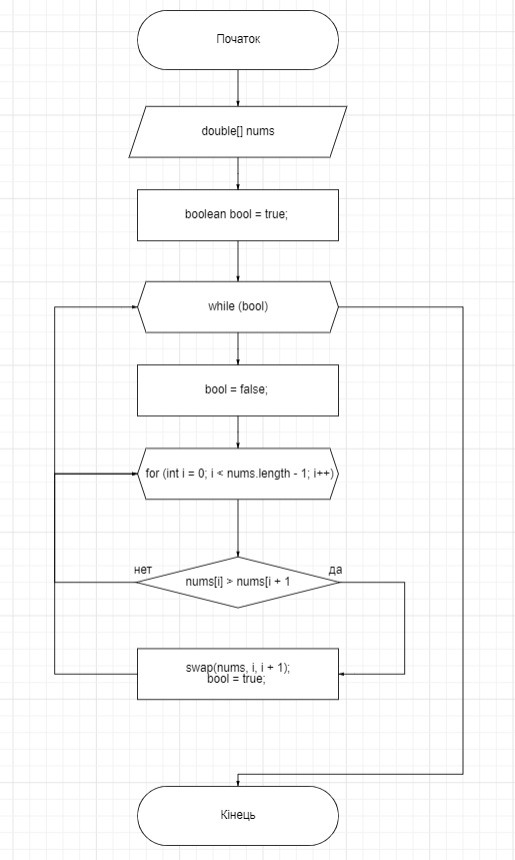 Початок
double[] nums
boolean bool = true;
while (bool)
bool = false;
for (int i = 0; i < nums.length - 1; i++)
нет
да
nums[i] > nums[i + 1
swap(nums, i, i + 1);
bool = true;
Кінець